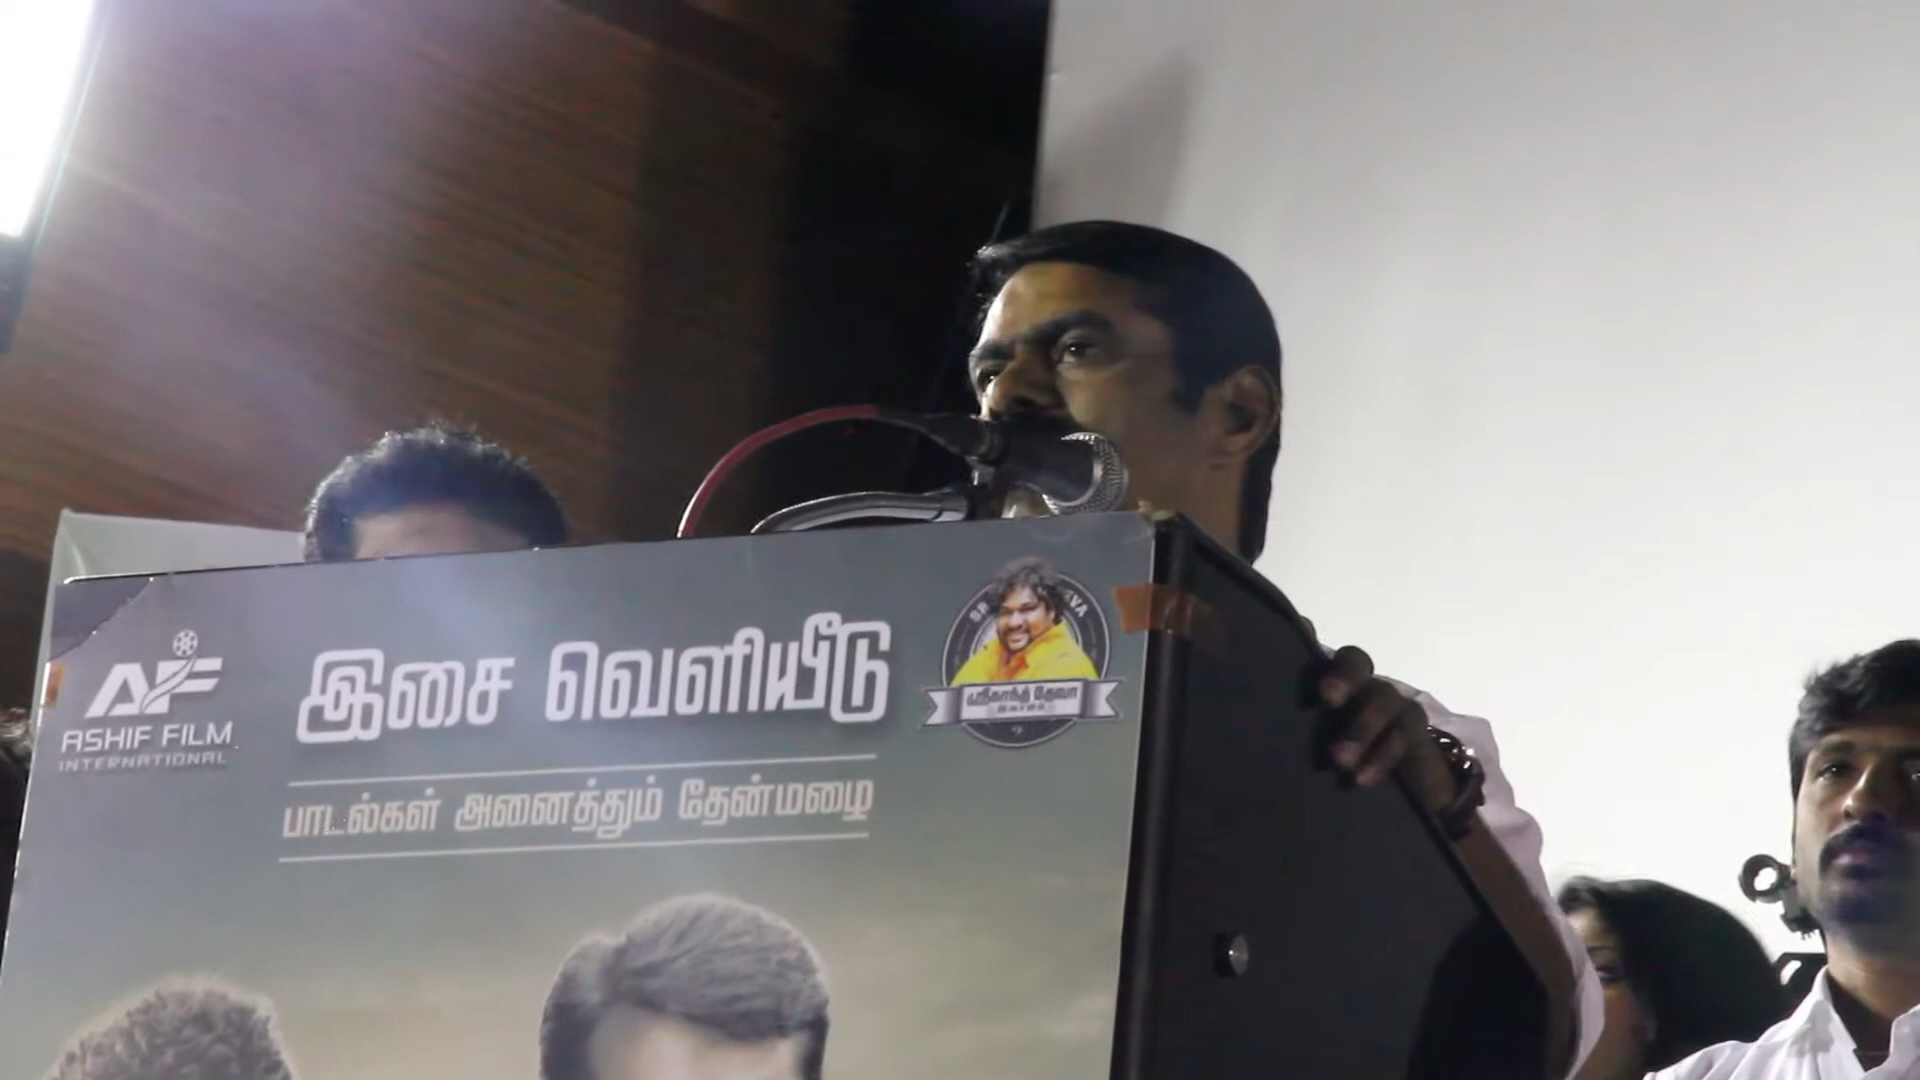 இசை வெளியீடு
பாடல்கள் அனைத்தும் தேன்மழை
AF
ASHIF FILM
INTERNATIONAL
ஸ்ரீகாந்த் தேவா